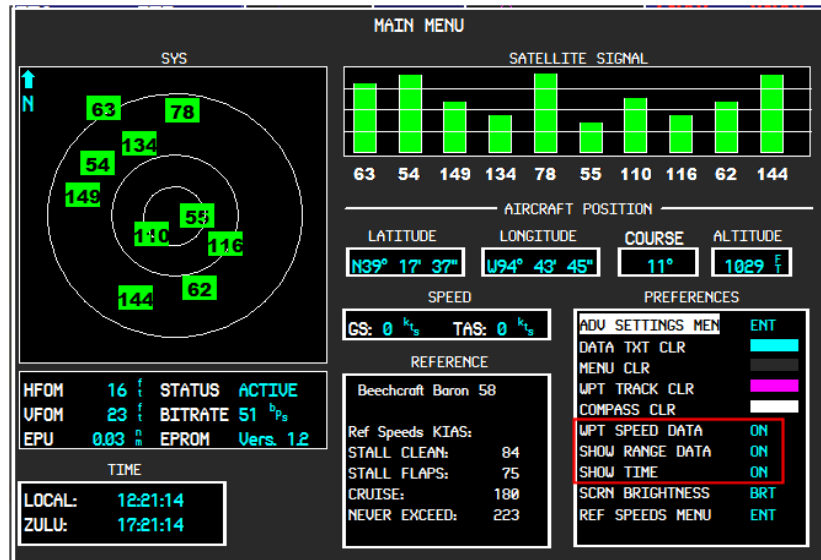 MAIN MENU
SYS
N
63
78
134
54
149
55
110
116
62
144
HFOM 16 ft STATUS ACTIVE
VFOM 23 ft BITRATE 51 bPs
EPU 0.03 nm EPROM Vers. 1.2
TIME
LOCAL: 12:21:14
ZULU: 17:21:14
SATELLITE SIGNAL
63 54 149 134 78 55 110 116 62 144
AIRCRAFT POSITION
LATITUDE LONGITUDE COURSE ALTITUDE
N39° 17' 37" W94° 43' 45" 11° 1029 FT
SPEED
GS: 0 kts TAS: 0 kts
REFERENCE
Beechcraft Baron 58
Ref Speeds KIAS:
STALL CLEAN: 84
STALL FLAPS: 75
CRUISE: 180
NEVER EXCEED: 223
PREFERENCES
ADV SETTINGS MEN ENT
DATA TXT CLR
MENU CLR
WPT TRACK CLR
COMPASS CLR
WPT SPEED DATA ON
SHOW RANGE DATA ON
SHOW TIME ON
SCRN BRIGHTNESS BRT
REF SPEEDS MENU ENT